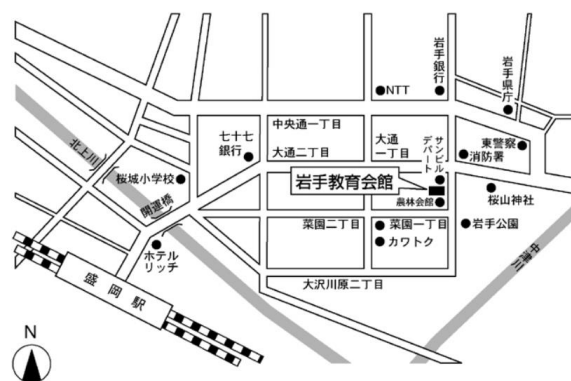 岩手銀行
岩手県庁
NTT
中央通一丁目
七十七
銀行
大通二丁目
大通
一丁目
サンビル
デパート
東警察
消防署
北上川
桜城小学校
岩手教育会館
農林会館
桜山神社
開運橋
菜園二丁目
菜園一丁目
岩手公園
カワトク
ホテル
リッチ
中津川
盛岡駅
大沢川原二丁目
N